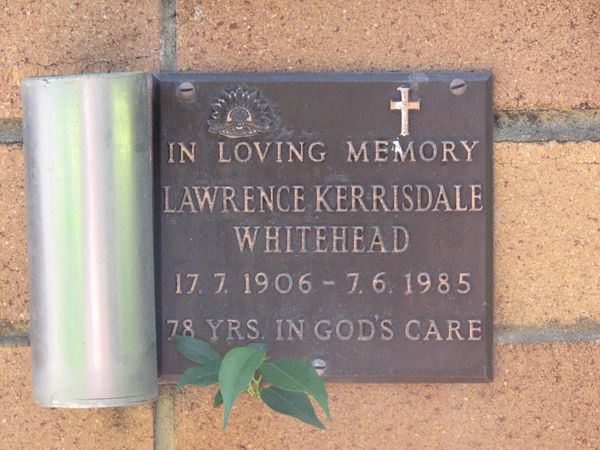 IN LOVING MEMORY
LAWRENCE KERRISDALE
WHITEHEAD
17. 7. 1906 - 7. 6. 1985
78 YRS. IN GOD'S CARE